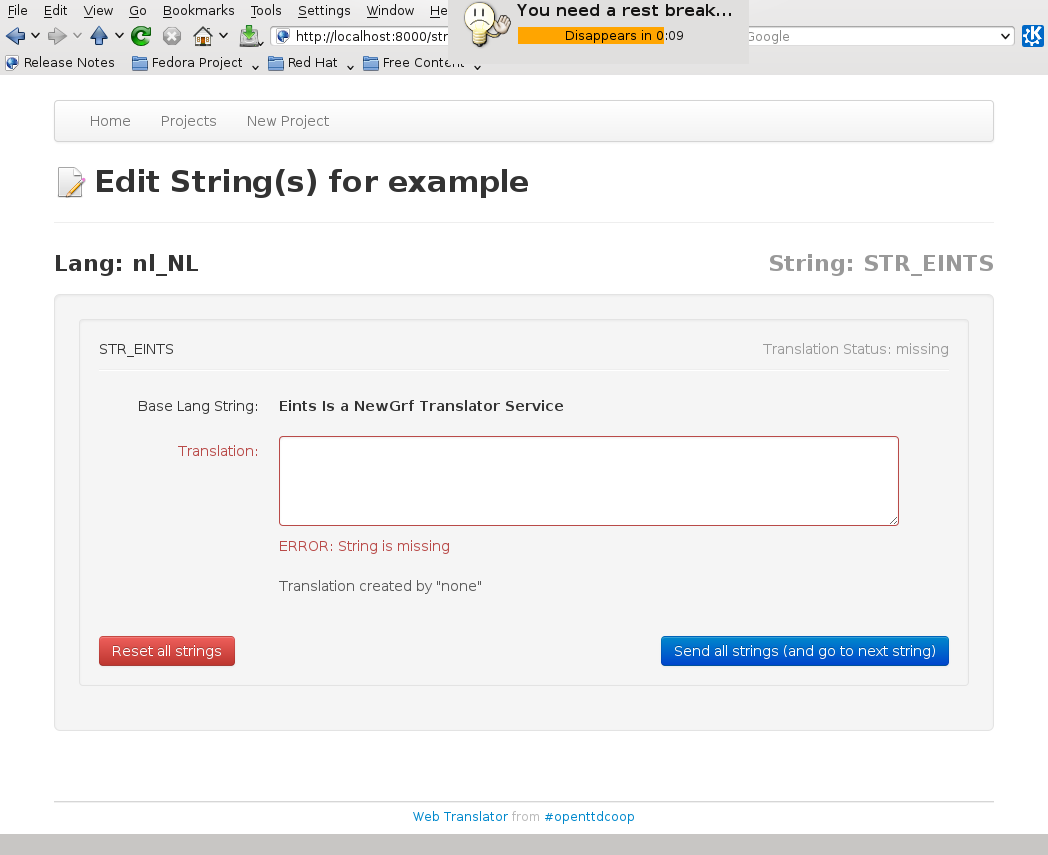 File Edit View Go Bookmarks Tools Settings Window He
You need a rest break...
Disappears in 0:09
http://localhost:8000/str
Google
Release Notes Fedora Project Red Hat Free Content
Home Projects New Project
Edit String(s) for example
Lang: nl_NL String: STR_EINTS
STR_EINTS Translation Status: missing
Base Lang String: Eints Is a NewGrf Translator Service
Translation:
ERROR: String is missing
Translation created by "none"
Reset all strings Send all strings (and go to next string)
Web Translator from #openttdcoop